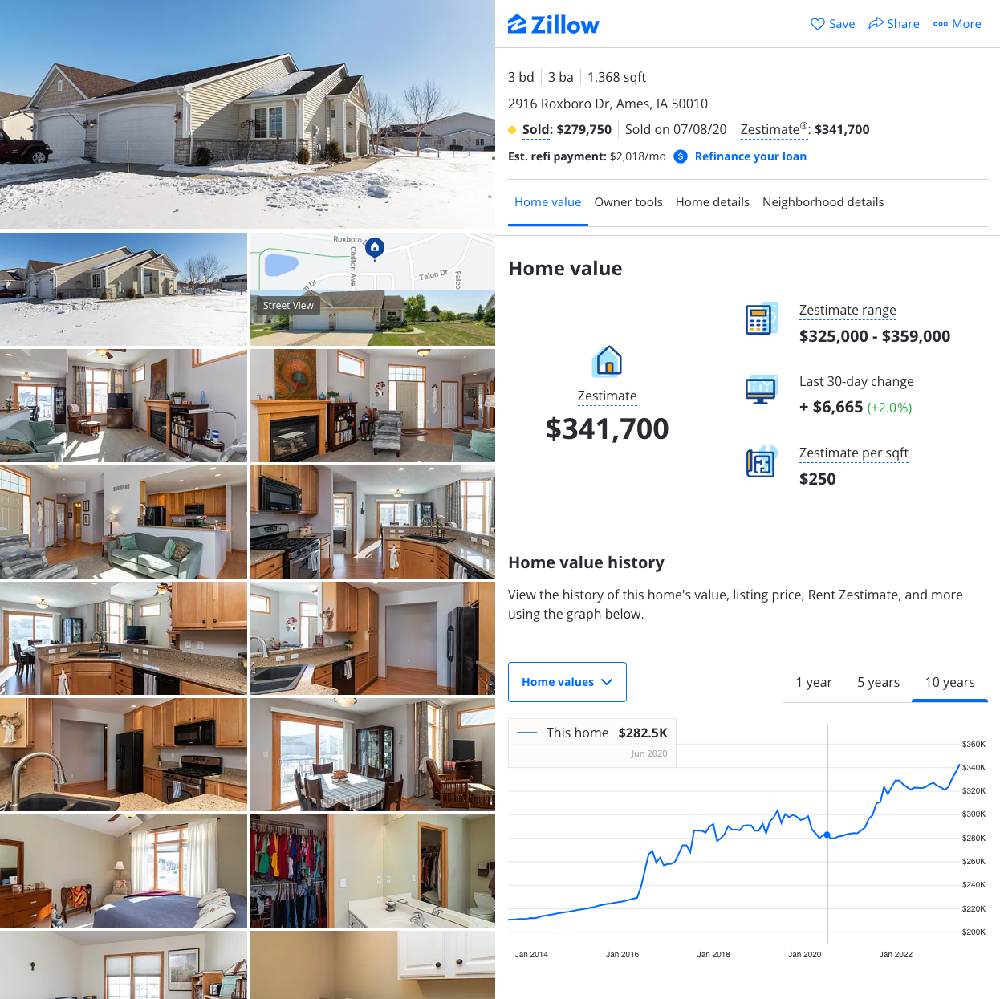 Zillow
Save Share More
3 bd 3 ba 1,368 sqft
2916 Roxboro Dr, Ames, IA 50010
Sold: $279,750 Sold on 07/08/20 Zestimate®: $341,700
Est. refi payment: $2,018/mo $ Refinance your loan
Home value Owner tools Home details Neighborhood details
Home value
Zestimate
$341,700
Zestimate range
$325,000 - $359,000
Last 30-day change
+ $6,665 (+2.0%)
Zestimate per sqft
$250
Home value history
View the history of this home's value, listing price, Rent Zestimate, and more
using the graph below.
Home values
1 year 5 years 10 years
This home $282.5K
Jun 2020
$360K
$340K
$320K
$300K
$280K
$260K
$240K
$220K
$200K
Jan 2014 Jan 2016 Jan 2018 Jan 2020 Jan 2022
Roxboro
Chilton Ave
Talon Dr
Falco
Dr
Street View